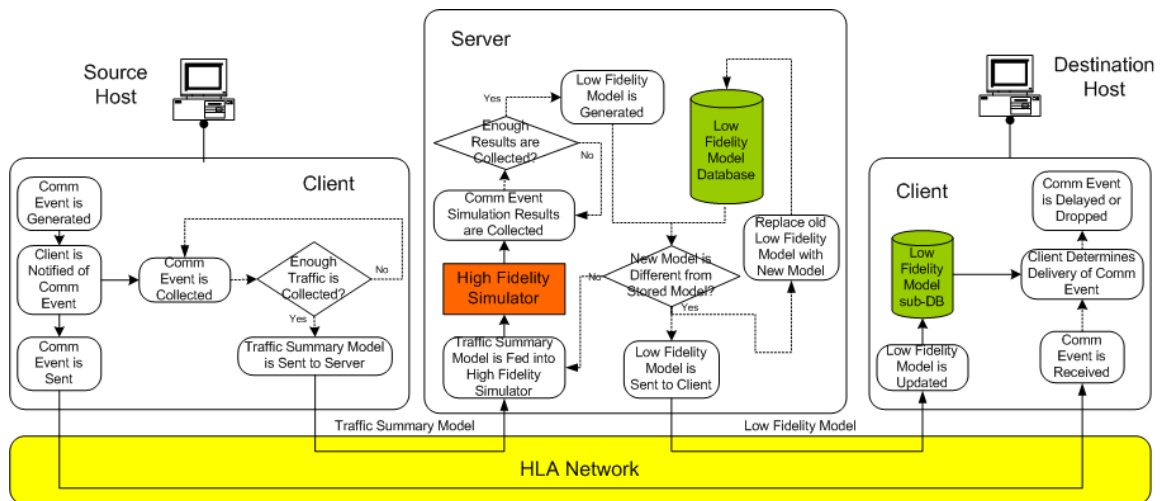 Source
Host
Client
Comm
Event is
Generated
Client is
Notified of
Comm
Event
Comm
Event is
Collected
Enough
Traffic is
Collected?
No
Yes
Comm
Event is
Sent
Traffic Summary Model
is Sent to Server
Server
Yes
Low Fidelity
Model is
Generated
Enough
Results are
Collected?
No
Comm Event
Simulation Results
are Collected
High Fidelity
Simulator
Traffic Summary
Model is Fed into
High Fidelity
Simulator
Low
Fidelity
Model
Database
Replace old
Low Fidelity
Model with
New Model
New Model is
Different from
Stored Model?
No
Yes
Low Fidelity
Model is
Sent to Client
Destination
Host
Client
Comm Event
is Delayed or
Dropped
Low
Fidelity
Model
sub-DB
Client Determines
Delivery of Comm
Event
Low Fidelity
Model is
Updated
Comm
Event is
Received
Traffic Summary Model
Low Fidelity Model
HLA Network